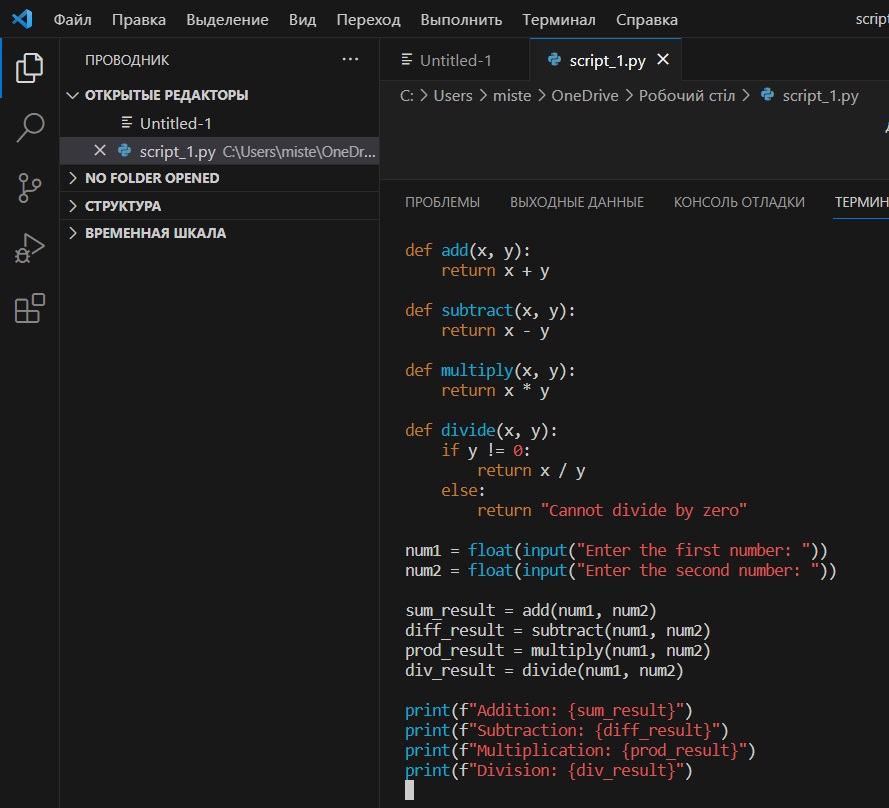 Файл Правка Выделение Вид Переход Выполнить Терминал Справка script
ПРОВОДНИК ...
ОТКРЫТЫЕ РЕДАКТОРЫ
Untitled-1
script_1.py C:\Users\miste\OneDr...
NO FOLDER OPENED
СТРУКТУРА
ВРЕМЕННАЯ ШКАЛА
Untitled-1 script_1.py
C: > Users > miste > OneDrive > Робочий стіл > script_1.py
ПРОБЛЕМЫ ВЫХОДНЫЕ ДАННЫЕ КОНСОЛЬ ОТЛАДКИ ТЕРМИН
def add(x, y):
    return x + y
def subtract(x, y):
    return x - y
def multiply(x, y):
    return x * y
def divide(x, y):
    if y != 0:
        return x / y
    else:
        return "Cannot divide by zero"
num1 = float(input("Enter the first number: "))
num2 = float(input("Enter the second number: "))
sum_result = add(num1, num2)
diff_result = subtract(num1, num2)
prod_result = multiply(num1, num2)
div_result = divide(num1, num2)
print(f"Addition: {sum_result}")
print(f"Subtraction: {diff_result}")
print(f"Multiplication: {prod_result}")
print(f"Division: {div_result}")